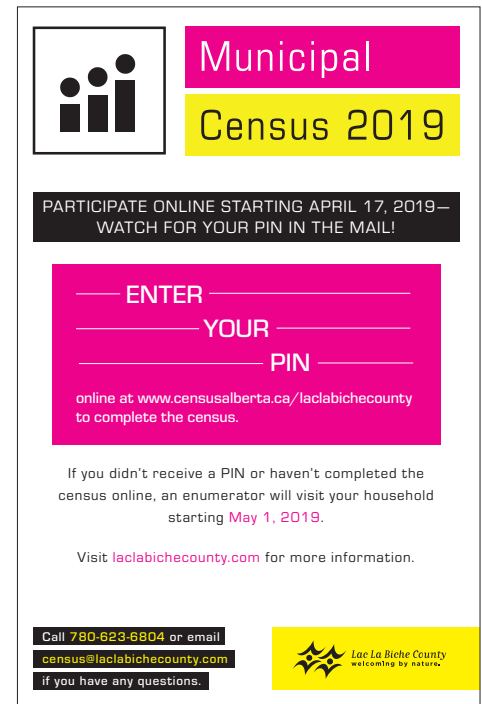 Municipal
Census 2019
PARTICIPATE ONLINE STARTING APRIL 17, 2019—
WATCH FOR YOUR PIN IN THE MAIL!
ENTER
YOUR
PIN
online at www.censusalberta.ca/laclabichecounty
to complete the census.
If you didn't receive a PIN or haven't completed the
census online, an enumerator will visit your household
starting May 1, 2019.
Visit laclabichecounty.com for more information.
Call 780-623-6804 or email
census@laclabichecounty.com
if you have any questions.
Lac La Biche County
welcoming by nature.